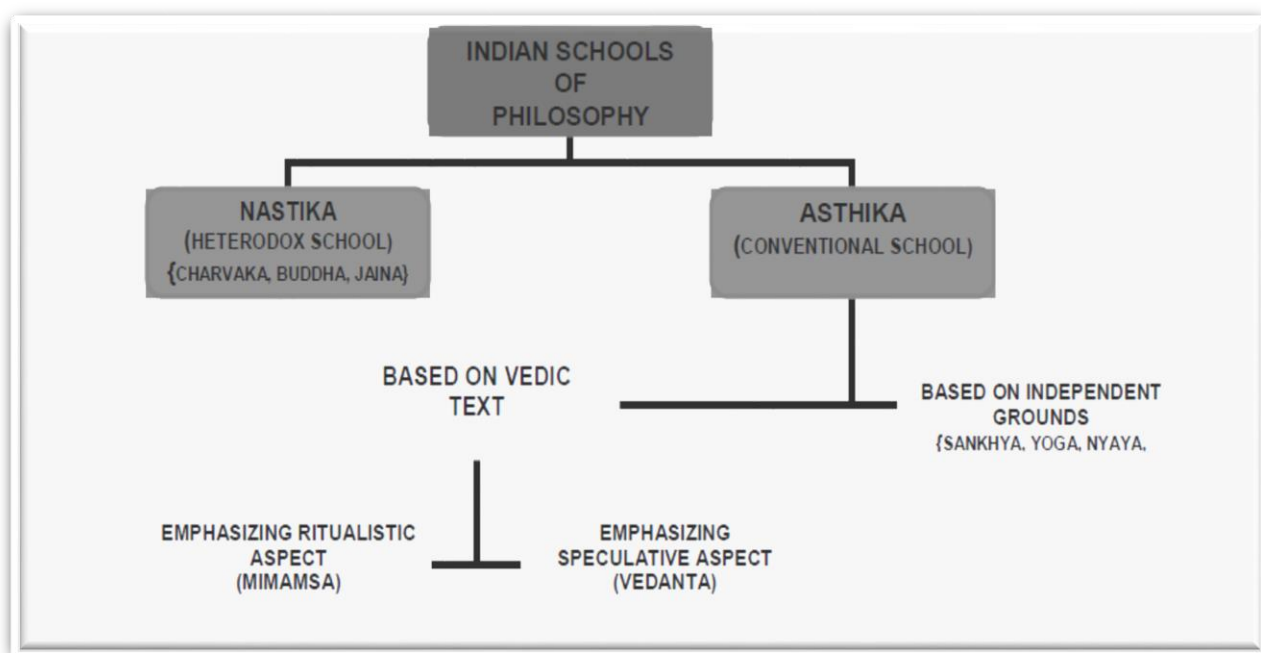 INDIAN SCHOOLS
OF
PHILOSOPHY
NASTIKA
(HETERODOX SCHOOL)
{CHARVAKA, BUDDHA, JAINA}
ASTHIKA
(CONVENTIONAL SCHOOL)
BASED ON VEDIC
TEXT
BASED ON INDEPENDENT
GROUNDS
{SANKHYA, YOGA, NYAYA,
EMPHASIZING RITUALISTIC
ASPECT
(MIMAMSA)
EMPHASIZING
SPECULATIVE ASPECT
(VEDANTA)